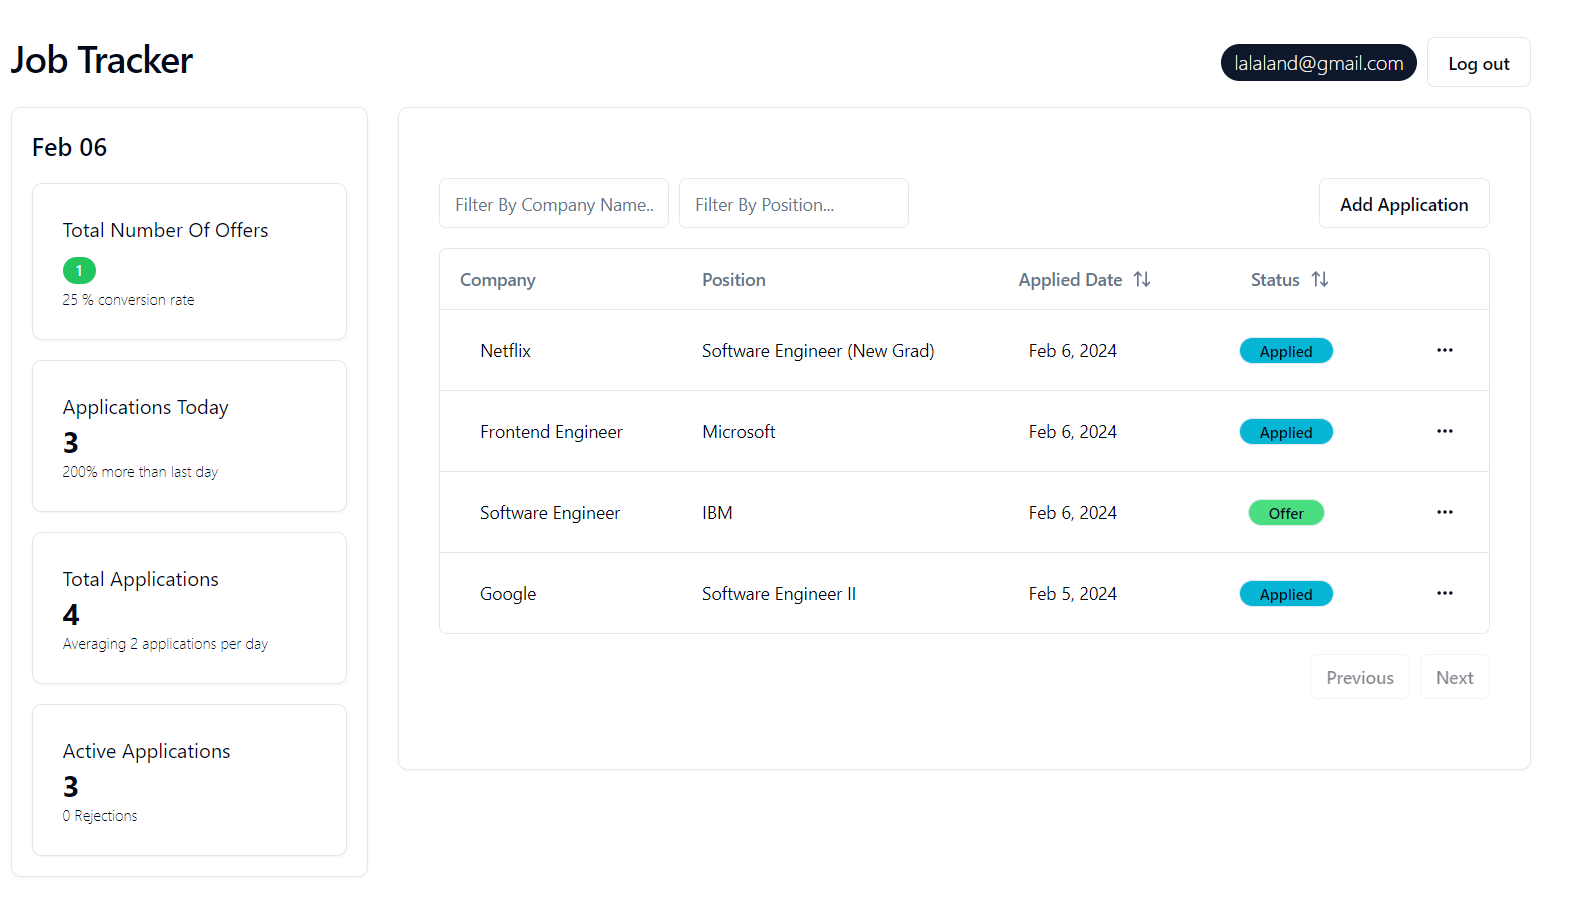 Job Tracker
lalaland@gmail.com
Log out
Feb 06
Total Number Of Offers
1
25 % conversion rate
Applications Today
3
200% more than last day
Total Applications
4
Averaging 2 applications per day
Active Applications
3
0 Rejections
Filter By Company Name..
Filter By Position...
Add Application
Company Position Applied Date Status
Netflix Software Engineer (New Grad) Feb 6, 2024 Applied
Frontend Engineer Microsoft Feb 6, 2024 Applied
Software Engineer IBM Feb 6, 2024 Offer
Google Software Engineer II Feb 5, 2024 Applied
Previous Next